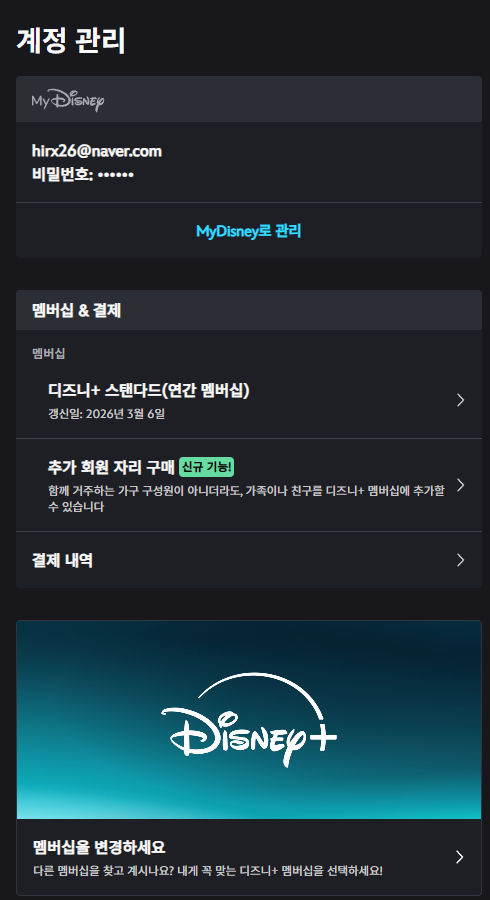 계정 관리
My Disney
hirx26@naver.com
비밀번호: ••••••
MyDisney로 관리
멤버십 & 결제
멤버십
디즈니+ 스탠다드(연간 멤버십)
갱신일: 2026년 3월 6일
추가 회원 자리 구매 신규 기능!
함께 거주하는 가구 구성원이 아니더라도, 가족이나 친구를 디즈니+ 멤버십에 추가할
수 있습니다
결제 내역
Disney+
멤버십을 변경하세요
다른 멤버십을 찾고 계시나요? 내게 꼭 맞는 디즈니+ 멤버십을 선택하세요!